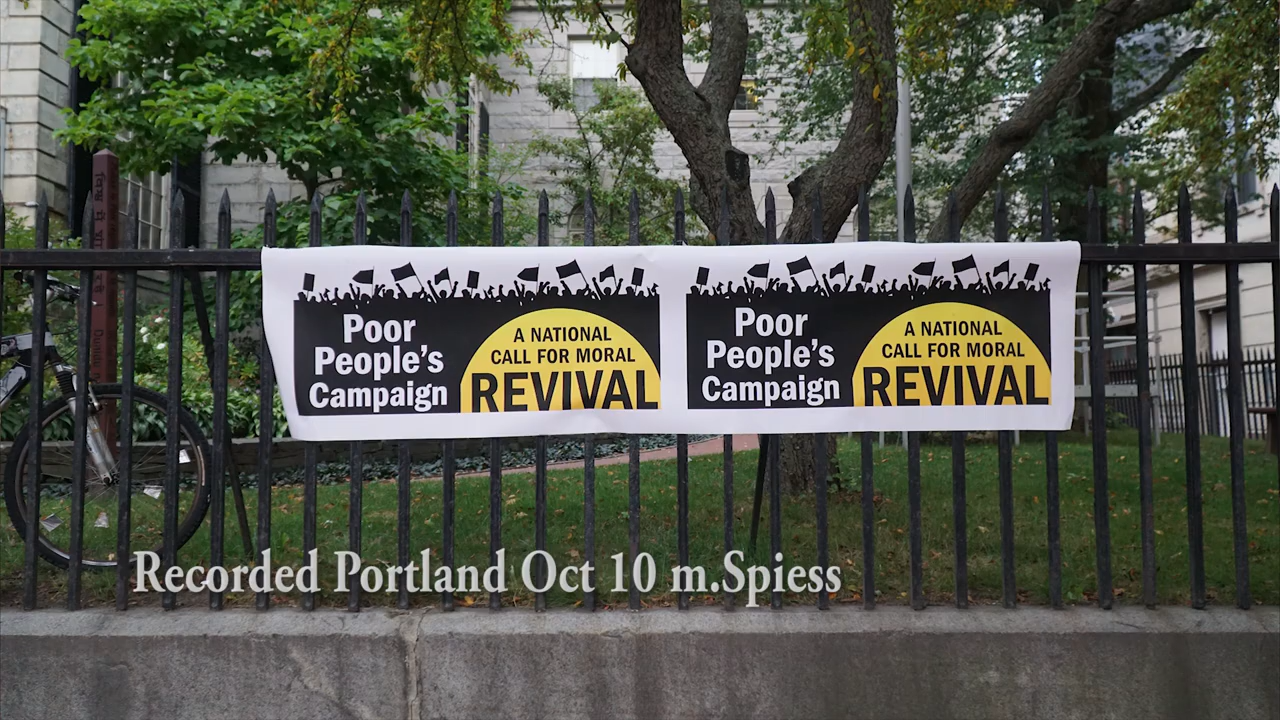 Poor
People's
Campaign
A NATIONAL
CALL FOR MORAL
REVIVAL
Poor
People's
Campaign
A NATIONAL
CALL FOR MORAL
REVIVAL
Recorded Portland Oct 10 m.Spiess